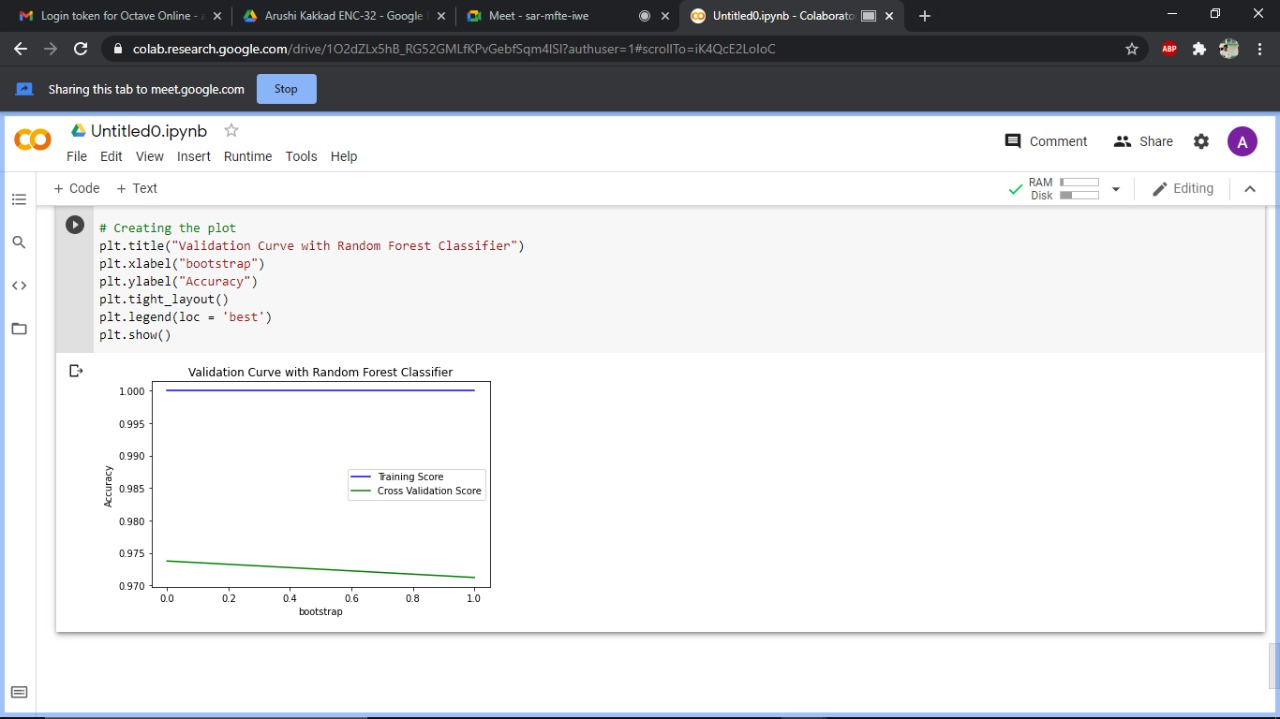 Login token for Octave Online - a
Arushi Kakkad ENC-32 - Google
Meet - sar-mfte-iwe
Untitled0.ipynb - Colaborato
colab.research.google.com/drive/1O2dZLx5hB_RG52GMLfKPvGebfSqm4ISI?authuser=1#scrollTo=iK4QcE2LoIoC
ABP
Sharing this tab to meet.google.com
Stop
CO
Untitled0.ipynb
File Edit View Insert Runtime Tools Help
Comment
Share
A
+ Code + Text
RAM
Disk
Editing
# Creating the plot
plt.title("Validation Curve with Random Forest Classifier")
plt.xlabel("bootstrap")
plt.ylabel("Accuracy")
plt.tight_layout()
plt.legend(loc = 'best')
plt.show()
Validation Curve with Random Forest Classifier
1.000
0.995
0.990
0.985
0.980
0.975
0.970
Accuracy
Training Score
Cross Validation Score
0.0 0.2 0.4 0.6 0.8 1.0
bootstrap